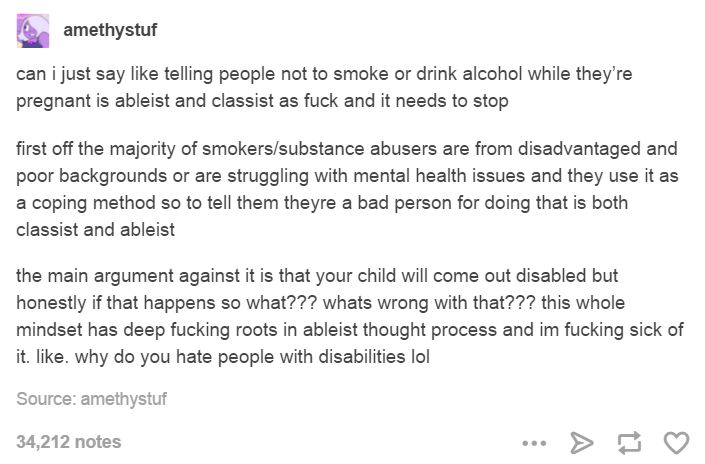 amethystuf
can i just say like telling people not to smoke or drink alcohol while they're
pregnant is ableist and classist as fuck and it needs to stop
first off the majority of smokers/substance abusers are from disadvantaged and
poor backgrounds or are struggling with mental health issues and they use it as
a coping method so to tell them theyre a bad person for doing that is both
classist and ableist
the main argument against it is that your child will come out disabled but
honestly if that happens so what??? whats wrong with that??? this whole
mindset has deep fucking roots in ableist thought process and im fucking sick of
it. like. why do you hate people with disabilities lol
Source: amethystuf
34,212 notes